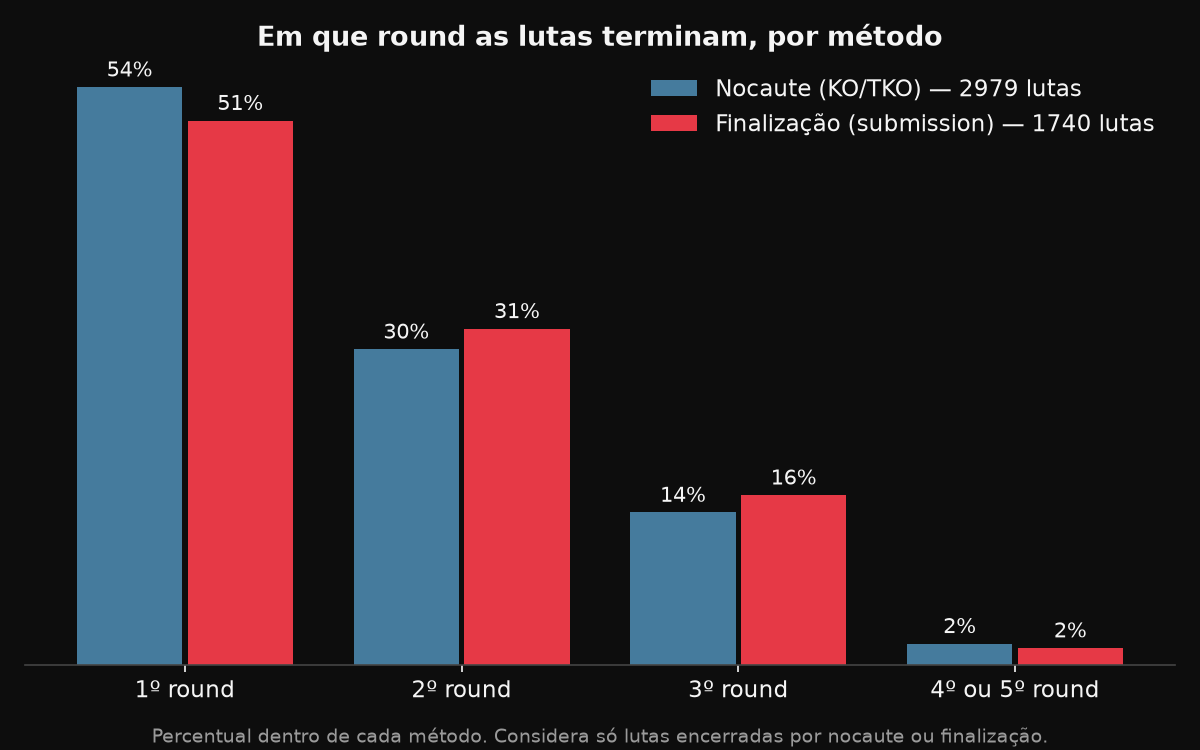 Em que round as lutas terminam, por método
Nocaute (KO/TKO) — 2979 lutas
Finalização (submission) — 1740 lutas
54%
51%
30%
31%
14%
16%
2%
2%
1º round
2º round
3º round
4º ou 5º round
Percentual dentro de cada método. Considera só lutas encerradas por nocaute ou finalização.